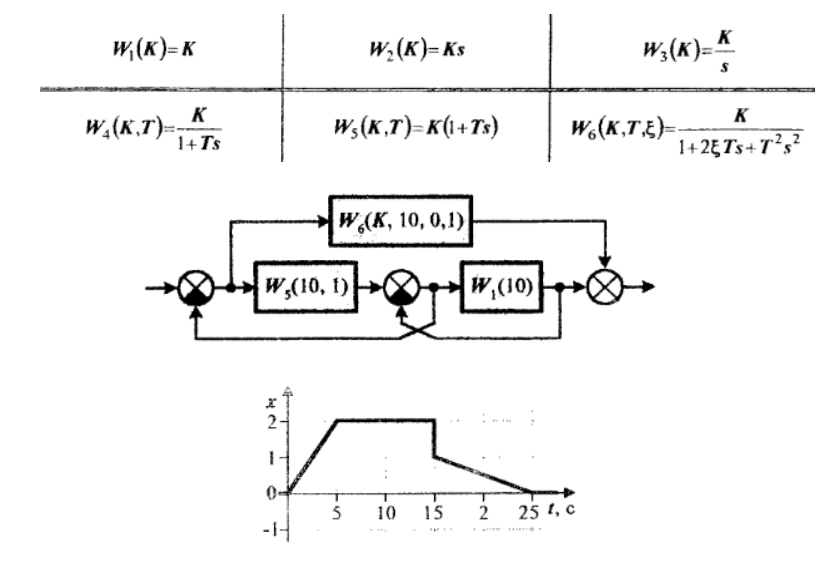 W₁(K)=K
W₂(K)=Ks
W₃(K)=K/s
W₄(K,T)=K/(1+Ts)
W₅(K,T)=K(1+Ts)
W₆(K,T,ξ)=K/(1+2ξTs+T²s²)
W₆(K, 10, 0,1)
W₅(10, 1)
W₁(10)
x
2
1
0
-1
5 10 15 2 25 t, с